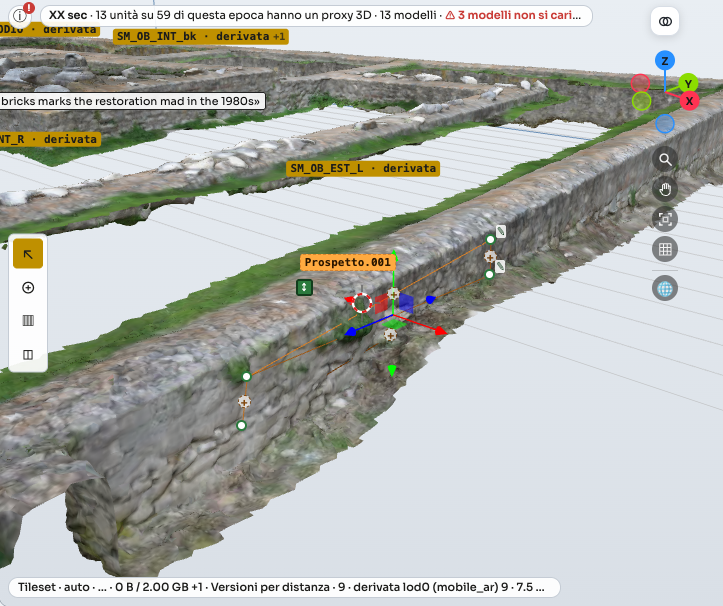 XX sec · 13 unità su 59 di questa epoca hanno un proxy 3D · 13 modelli · ⚠ 3 modelli non si cari...
· derivata
SM_OB_INT_bk · derivata +1
bricks marks the restoration mad in the 1980s»
NT_R · derivata
SM_OB_EST_L · derivata
Prospetto.001
Z
Y
X
Tileset · auto · ... · 0 B / 2.00 GB +1 · Versioni per distanza · 9 · derivata lod0 (mobile_ar) 9 · 7.5 ...